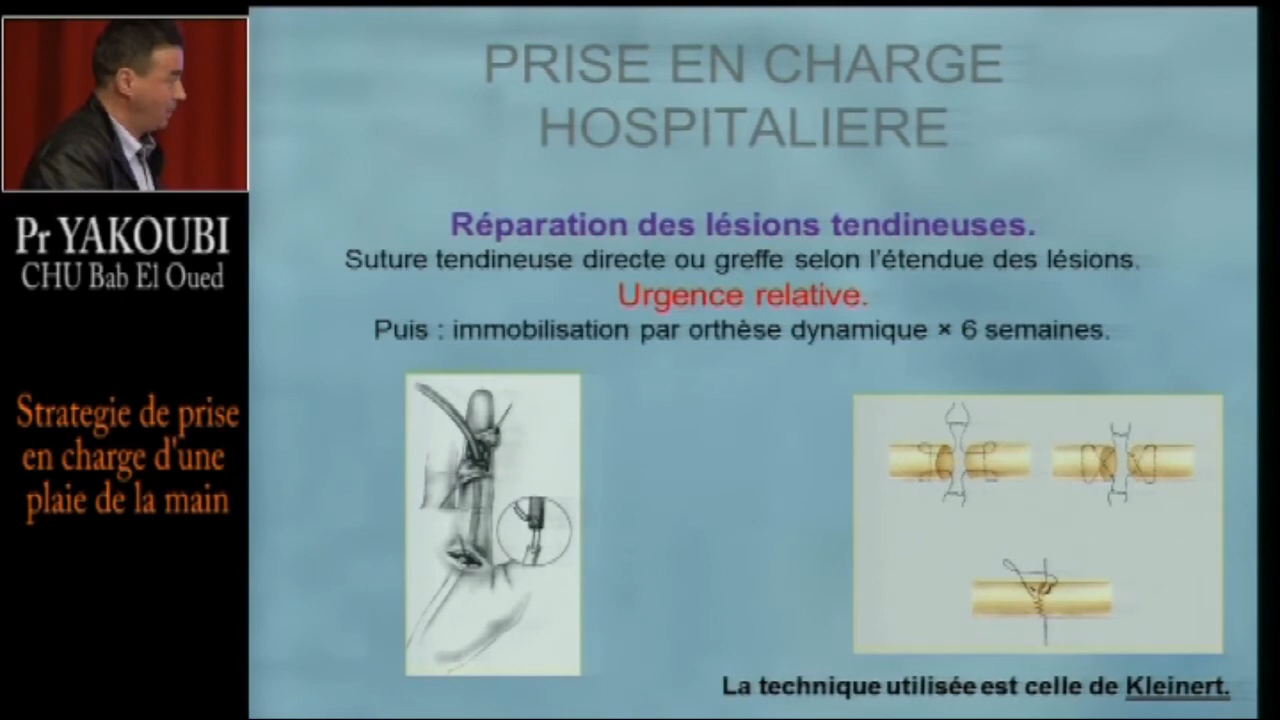 Pr YAKOUBI
CHU Bab El Oued
Strategie de prise
en charge d'une
plaie de la main
PRISE EN CHARGE
HOSPITALIERE
Réparation des lésions tendineuses.
Suture tendineuse directe ou greffe selon l'étendue des lésions.
Urgence relative.
Puis : immobilisation par orthèse dynamique × 6 semaines.
La technique utilisée est celle de Kleinert.